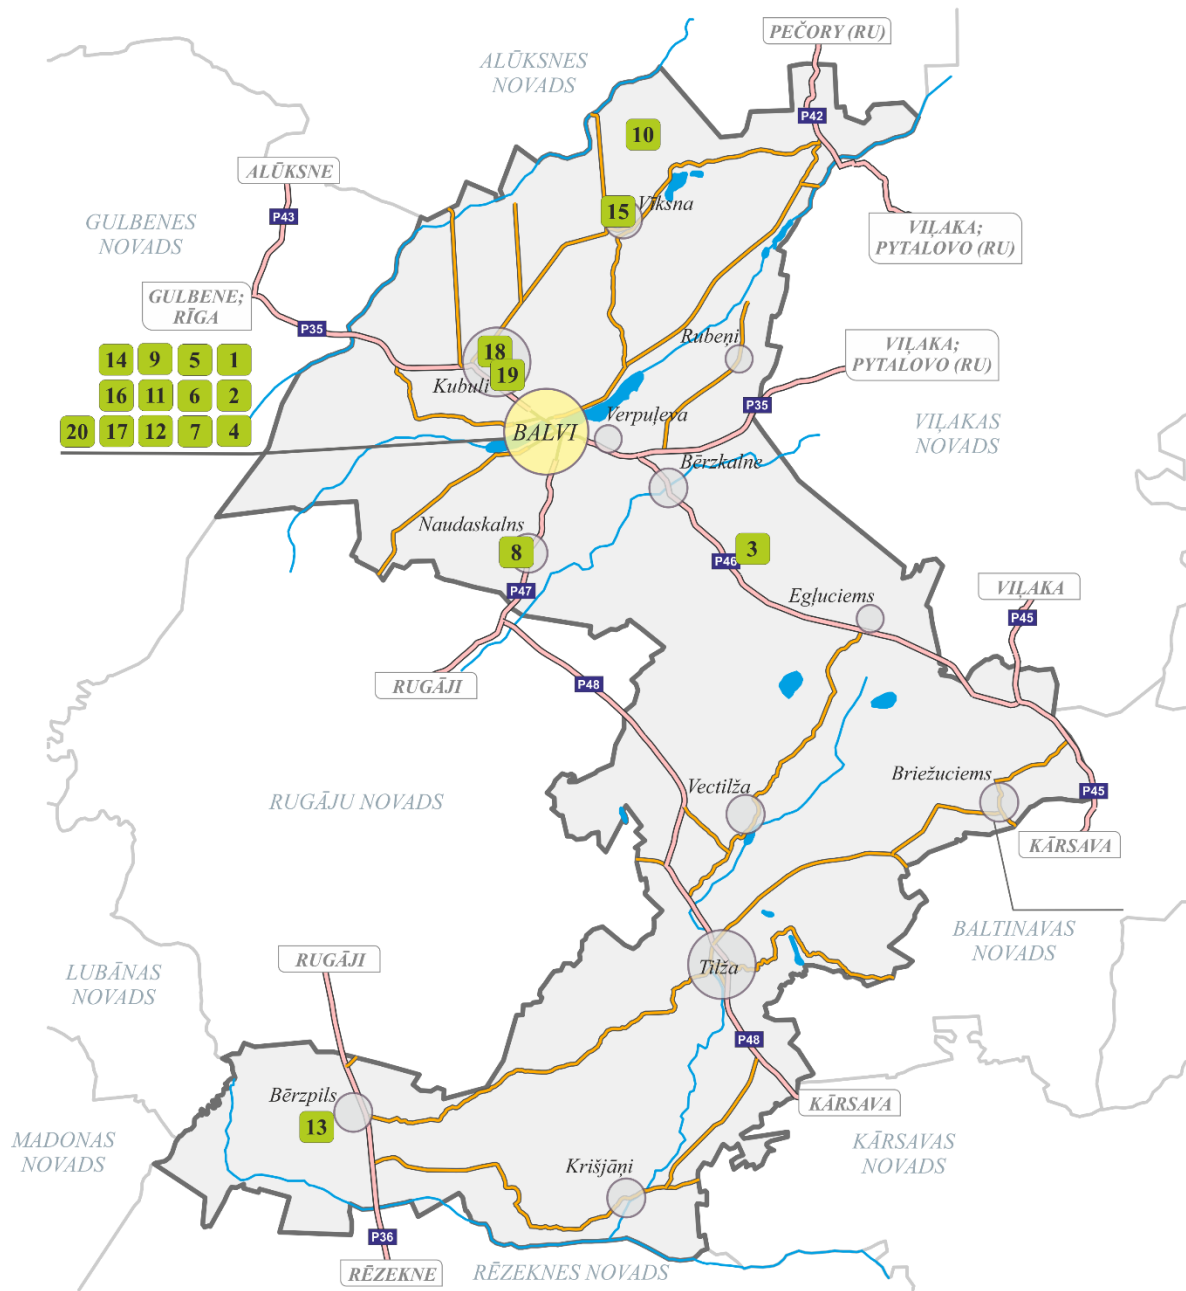 PEČORY (RU)
ALŪKSNES
NOVADS
P42
10
ALŪKSNE
15
Vīksna
P43
GULBENES
NOVADS
VIĻAKA;
PYTALOVO (RU)
GULBENE;
RĪGA
P35
Rubeņi
VIĻAKA;
PYTALOVO (RU)
14 9 5 1
18
19
Kubuli
16 11 6 2
P35
Verpuļeva
VIĻAKAS
NOVADS
20 17 12 7 4
BALVI
Bērzkalne
Naudaskalns
8
3
P46
P47
Egļuciems
VIĻAKA
P45
RUGĀJI
P48
Briežuciems
Vectilža
P45
RUGĀJU NOVADS
KĀRSAVA
BALTINAVAS
NOVADS
RUGĀJI
Tilža
LUBĀNAS
NOVADS
P48
Bērzpils
13
KĀRSAVA
MADONAS
NOVADS
KĀRSAVAS
NOVADS
Krišjāņi
P36
RĒZEKNE
RĒZEKNES NOVADS